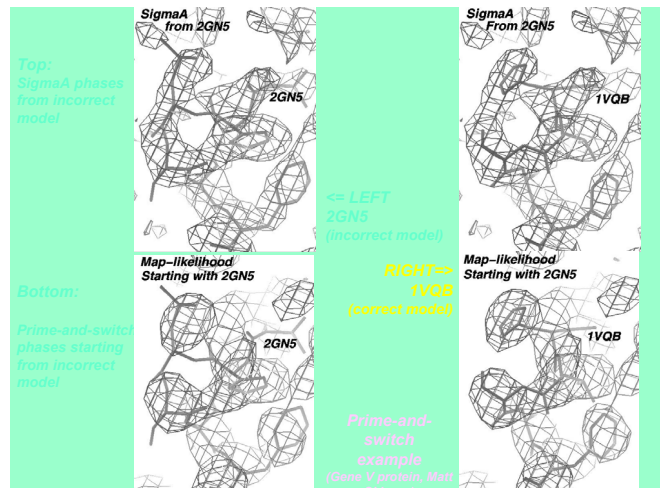 SigmaA
from 2GN5
2GN5
SigmaA
From 2GN5
1VQB
Top:
SigmaA phases
from incorrect
model
<= LEFT
2GN5
(incorrect model)
Map-likelihood
Starting with 2GN5
2GN5
RIGHT=>
1VQB
(correct model)
Map-likelihood
Starting with 2GN5
1VQB
Bottom:
Prime-and-switch
phases starting
from incorrect
model
Prime-and-
switch
example
(Gene V protein,